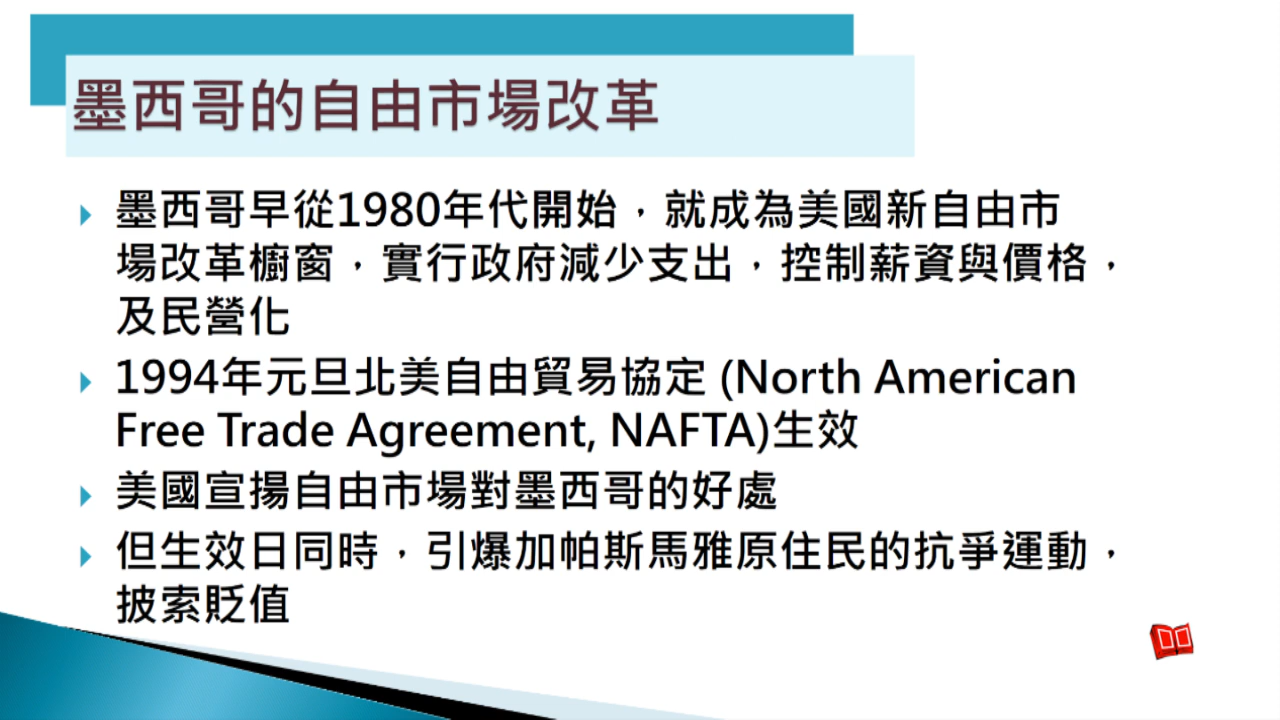 墨西哥的自由市場改革
墨西哥早從1980年代開始，就成為美國新自由市
場改革櫥窗，實行政府減少支出，控制薪資與價格，
及民營化
1994年元旦北美自由貿易協定 (North American
Free Trade Agreement, NAFTA)生效
美國宣揚自由市場對墨西哥的好處
但生效日同時，引爆加帕斯馬雅原住民的抗爭運動，
披索貶值